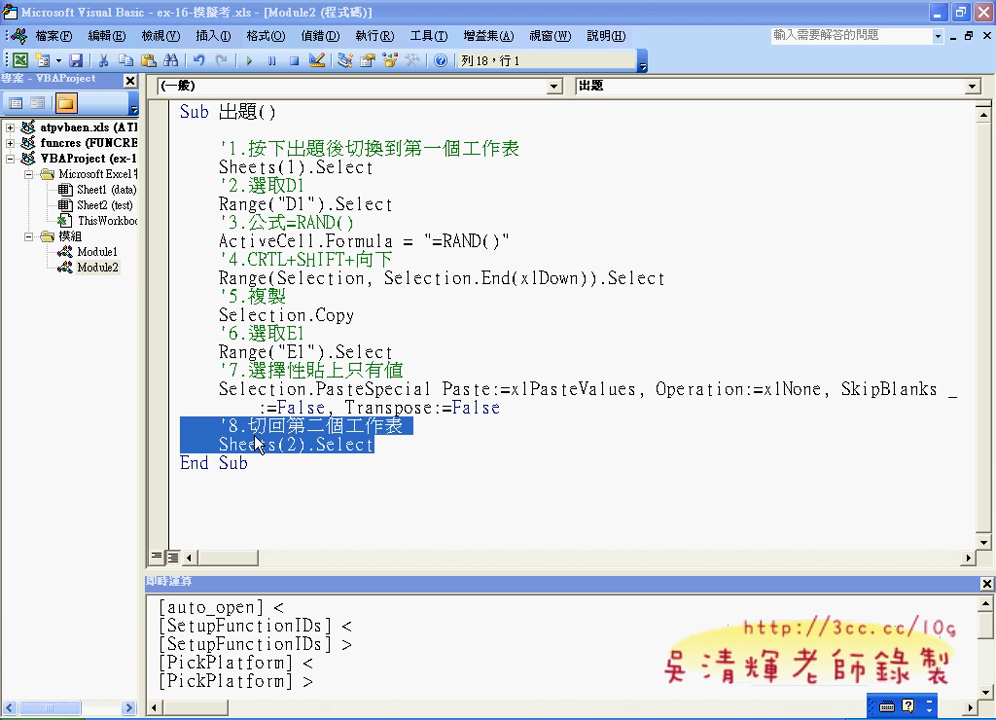 Microsoft Visual Basic - ex-16-模擬考.xls - [Module2 (程式碼)]
檔案(F) 編輯(E) 檢視(V) 插入(I) 格式(O) 偵錯(D) 執行(R) 工具(T) 增益集(A) 視窗(W) 說明(H) 輸入需要解答的問題
列 18，行 1
專案 - VBAProject
(一般) 出題
atpvbaen.xls (ATI
funcres (FUNCRE
VBAProject (ex-1
Microsoft Excel
Sheet1 (data)
Sheet2 (test)
ThisWorkboo
模組
Module1
Module2
Sub 出題()
'1.按下出題後切換到第一個工作表
Sheets(1).Select
'2.選取D1
Range("D1").Select
'3.公式=RAND()
ActiveCell.Formula = "=RAND()"
'4.CRTL+SHIFT+向下
Range(Selection, Selection.End(xlDown)).Select
'5.複製
Selection.Copy
'6.選取E1
Range("E1").Select
'7.選擇性貼上只有值
Selection.PasteSpecial Paste:=xlPasteValues, Operation:=xlNone, SkipBlanks _
:=False, Transpose:=False
'8.切回第二個工作表
Sheets(2).Select
End Sub
即時運算
[auto_open] <
[SetupFunctionIDs] <
[SetupFunctionIDs] >
[PickPlatform] <
[PickPlatform] >
http://3cc.cc/10g
吳清輝老師錄製